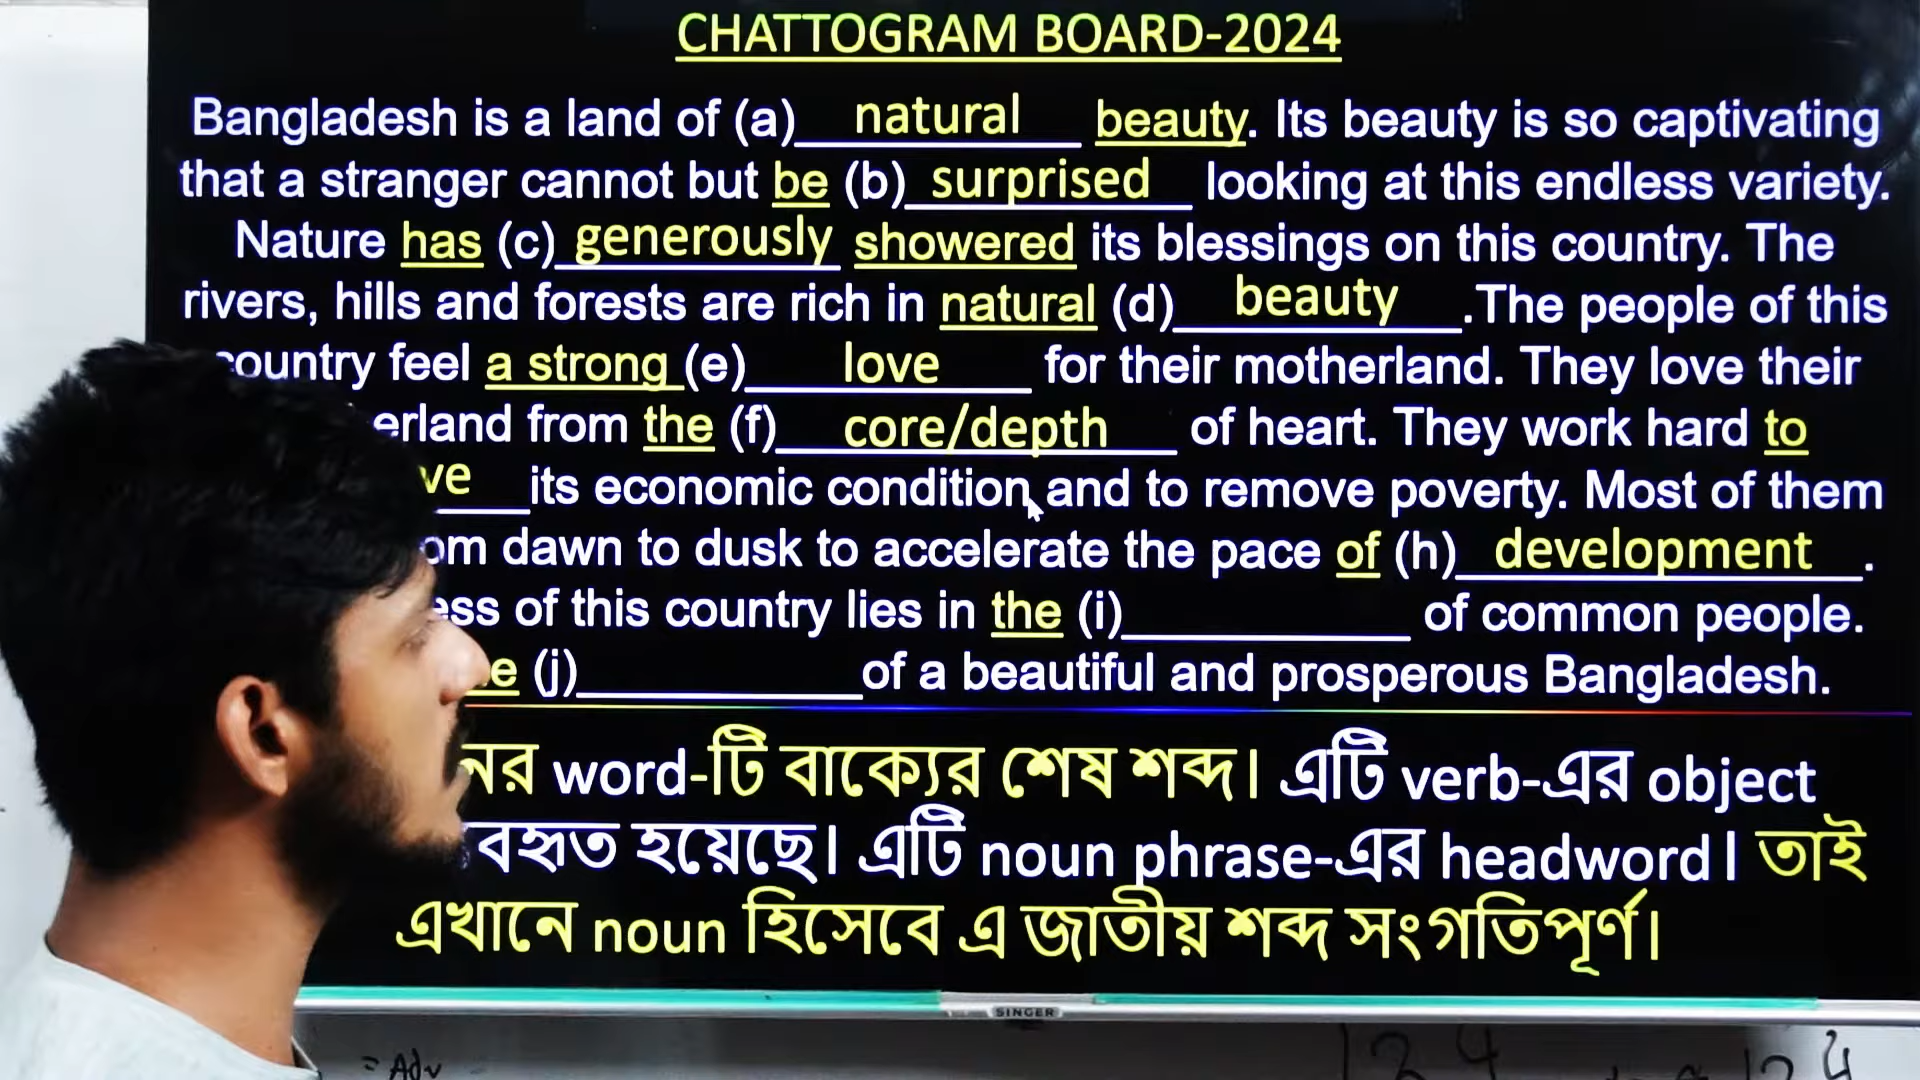 CHATTOGRAM BOARD-2024
Bangladesh is a land of (a) natural beauty. Its beauty is so captivating
that a stranger cannot but be (b) surprised looking at this endless variety.
Nature has (c) generously showered its blessings on this country. The
rivers, hills and forests are rich in natural (d) beauty .The people of this
country feel a strong (e) love for their motherland. They love their
erland from the (f) core/depth of heart. They work hard to
ve its economic condition and to remove poverty. Most of them
om dawn to dusk to accelerate the pace of (h) development .
ess of this country lies in the (i) of common people.
e (j) of a beautiful and prosperous Bangladesh.
নের word-টি বাক্যের শেষ শব্দ। এটি verb-এর object
বহৃত হয়েছে। এটি noun phrase-এর headword। তাই
এখানে noun হিসেবে এ জাতীয় শব্দ সংগতিপূর্ণ।
SINGER
= Adv